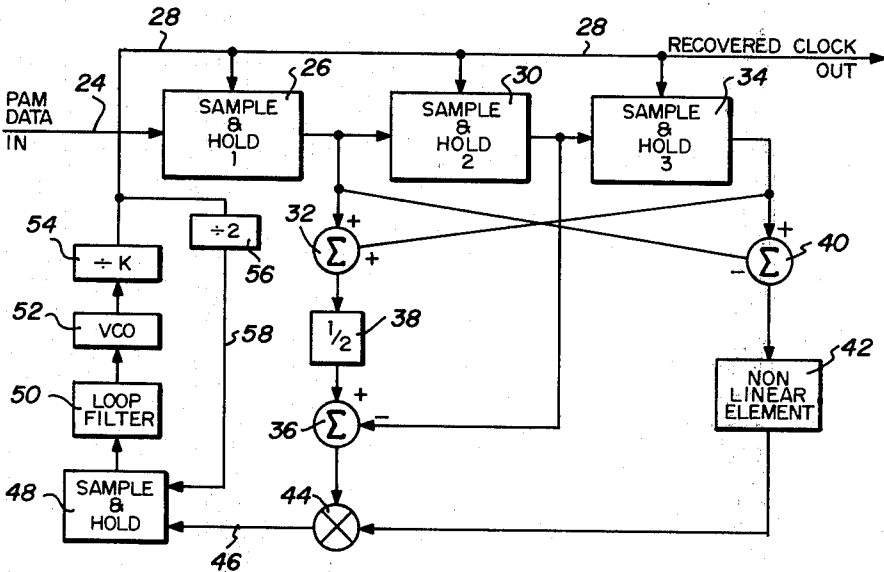 28
28
RECOVERED CLOCK
OUT
PAM
DATA
IN
24
26
SAMPLE
&
HOLD
1
30
SAMPLE
&
HOLD
2
34
SAMPLE
&
HOLD
3
54
÷ K
÷2
56
32
Σ
+
+
40
Σ
+
−
52
VCO
58
1/2
38
50
LOOP
FILTER
36
Σ
+
−
42
NON
LINEAR
ELEMENT
48
SAMPLE
&
HOLD
46
44